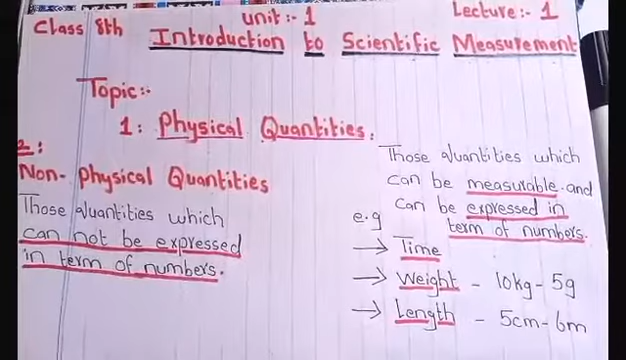 Class 8th
unit:- 1
Lecture:- 1
Introduction to Scientific Measurement
Topic:-
1: Physical Quantities.
Those quantities which
can be measurable and
can be expressed in
term of numbers.
e.g
→ Time
→ Weight - 10kg - 5g
→ Length - 5cm - 6m
2:
Non-Physical Quantities
Those quantities which
can not be expressed
in term of numbers.